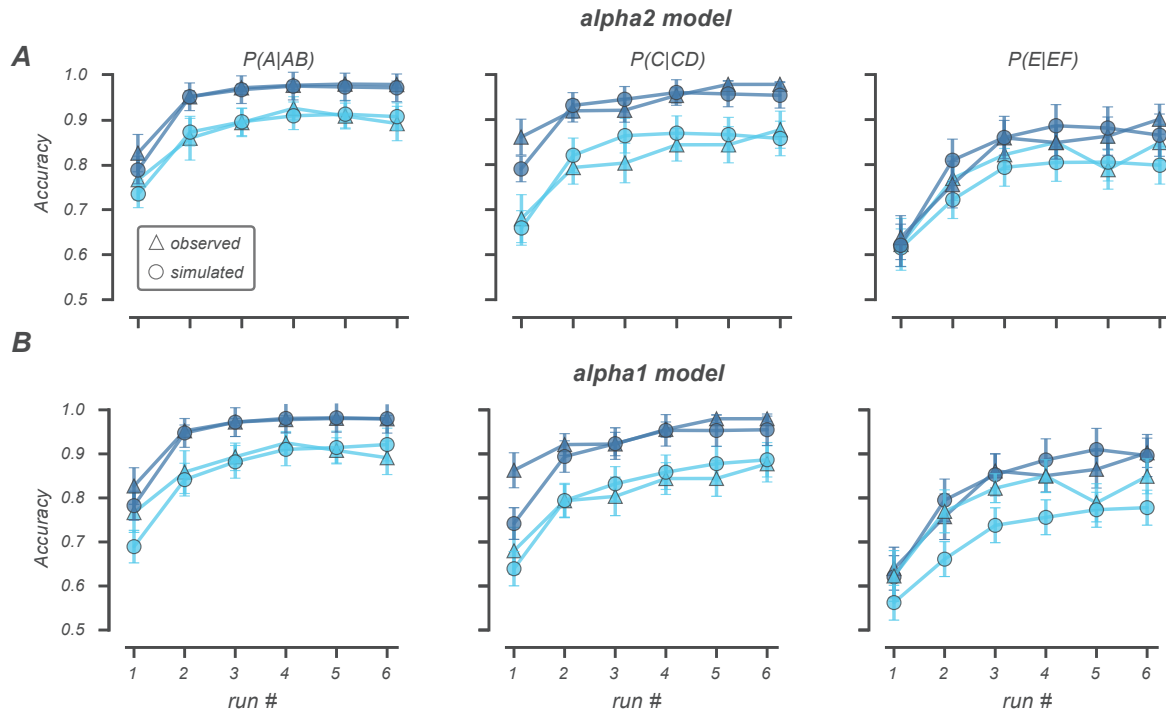 alpha2 model
A
P(A|AB) P(C|CD) P(E|EF)
1.0
0.9
0.8
0.7
0.6
0.5
Accuracy
observed
simulated
B
alpha1 model
1.0
0.9
0.8
0.7
0.6
0.5
Accuracy
1 2 3 4 5 6 1 2 3 4 5 6 1 2 3 4 5 6
run # run # run #